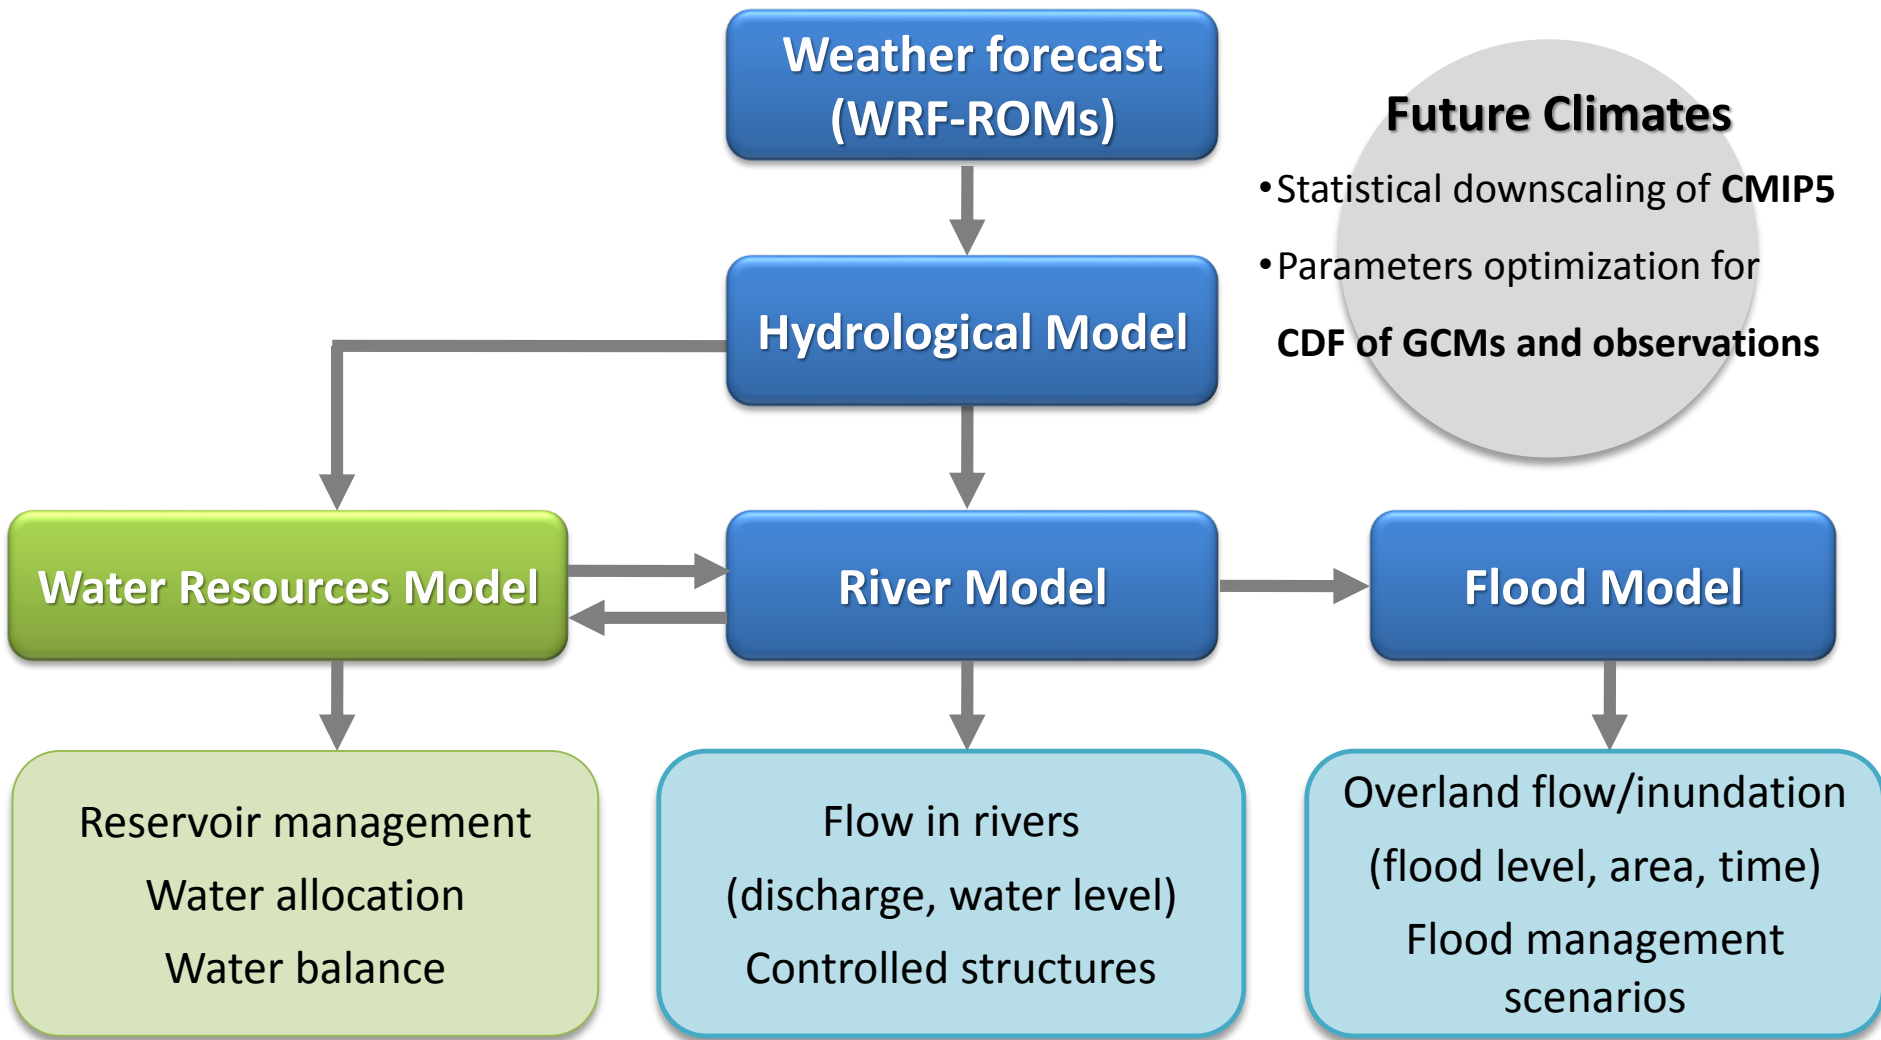 Weather forecast
(WRF-ROMs)
Future Climates
•Statistical downscaling of CMIP5
•Parameters optimization for
CDF of GCMs and observations
Hydrological Model
Water Resources Model
River Model
Flood Model
Reservoir management
Water allocation
Water balance
Flow in rivers
(discharge, water level)
Controlled structures
Overland flow/inundation
(flood level, area, time)
Flood management
scenarios